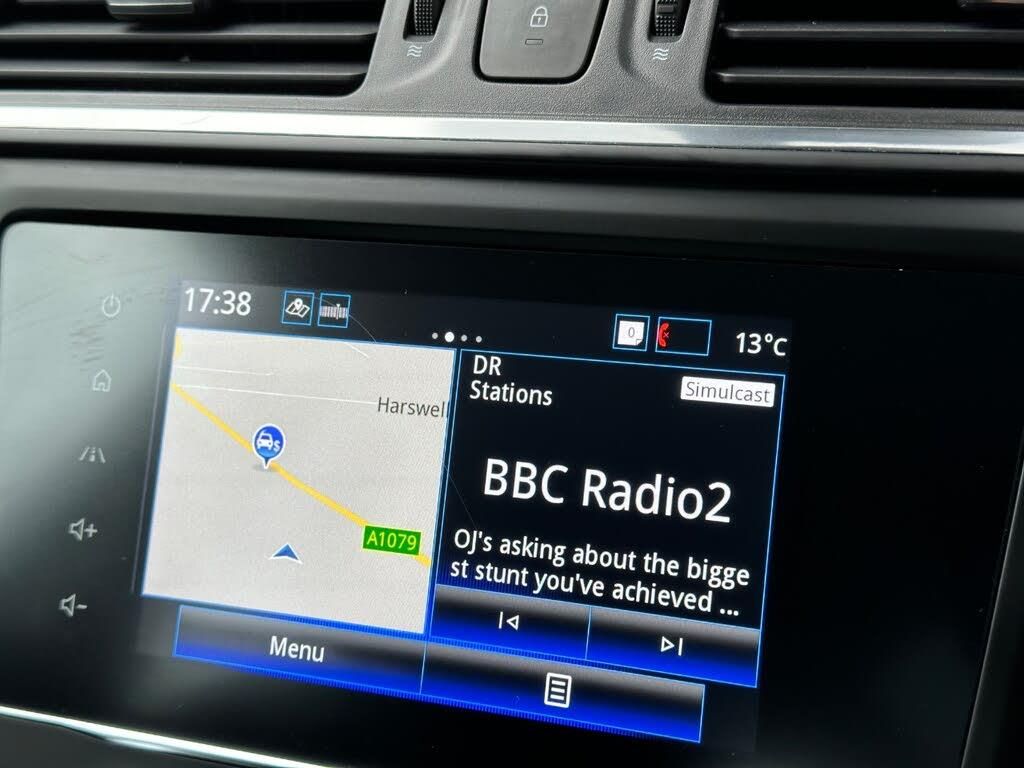 17:38
0
13°C
Harswell
A1079
DR
Stations
Simulcast
BBC Radio2
OJ's asking about the bigge
st stunt you've achieved ...
Menu